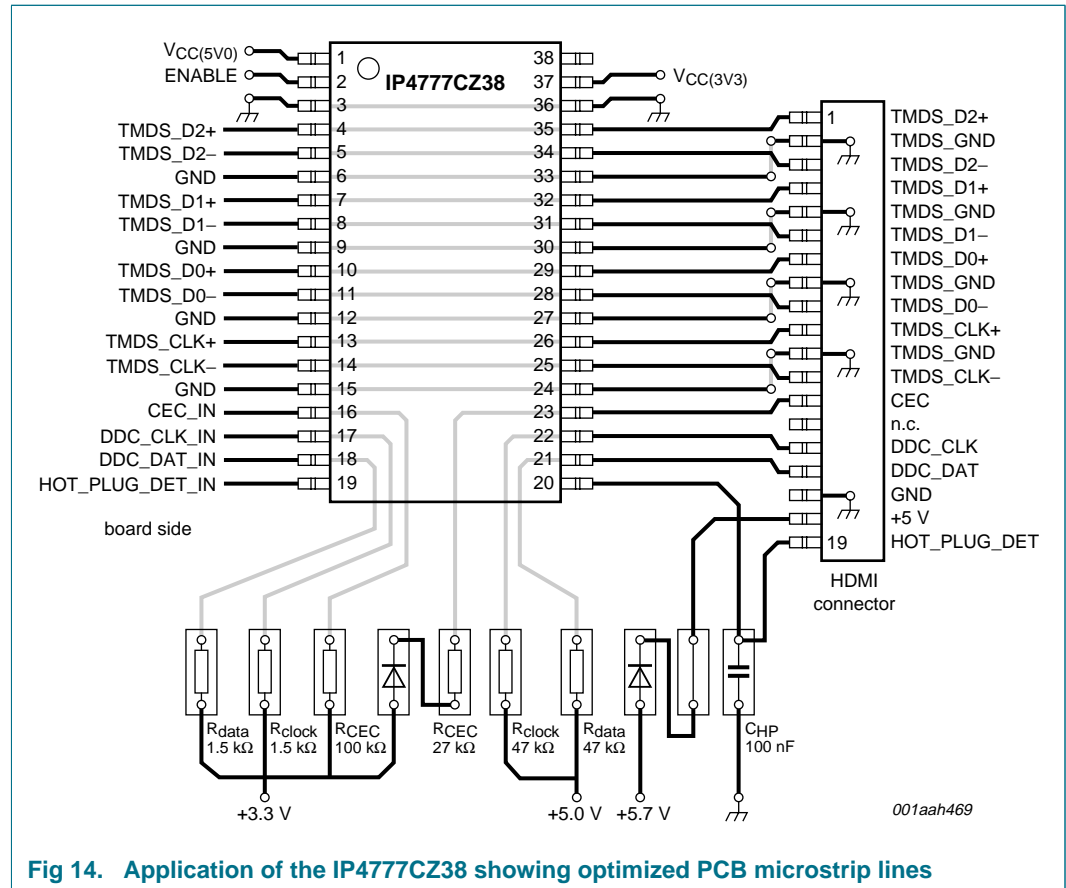 VCC(5V0)
ENABLE
TMDS_D2+
TMDS_D2−
GND
TMDS_D1+
TMDS_D1−
GND
TMDS_D0+
TMDS_D0−
GND
TMDS_CLK+
TMDS_CLK−
GND
CEC_IN
DDC_CLK_IN
DDC_DAT_IN
HOT_PLUG_DET_IN
board side
IP4777CZ38
1
2
3
4
5
6
7
8
9
10
11
12
13
14
15
16
17
18
19
38
37
36
35
34
33
32
31
30
29
28
27
26
25
24
23
22
21
20
VCC(3V3)
1
19
TMDS_D2+
TMDS_GND
TMDS_D2−
TMDS_D1+
TMDS_GND
TMDS_D1−
TMDS_D0+
TMDS_GND
TMDS_D0−
TMDS_CLK+
TMDS_GND
TMDS_CLK−
CEC
n.c.
DDC_CLK
DDC_DAT
GND
+5 V
HOT_PLUG_DET
HDMI
connector
Rdata
1.5 kΩ
Rclock
1.5 kΩ
RCEC
100 kΩ
RCEC
27 kΩ
Rclock
47 kΩ
Rdata
47 kΩ
CHP
100 nF
+3.3 V
+5.0 V
+5.7 V
001aah469
Fig 14. Application of the IP4777CZ38 showing optimized PCB microstrip lines